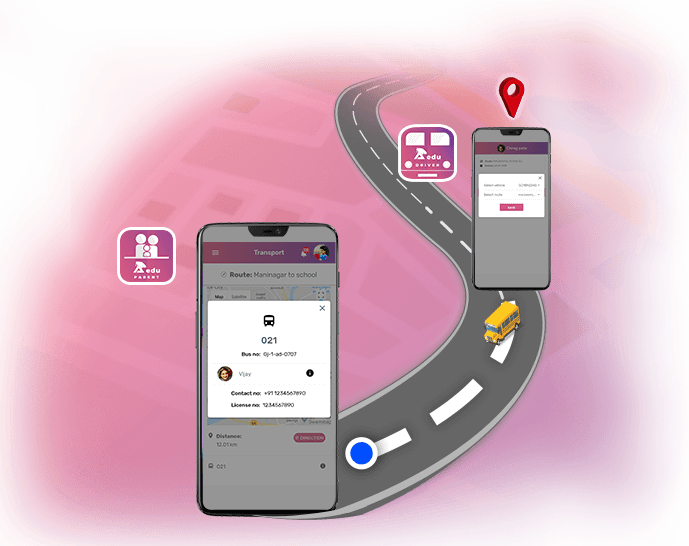 edu
DRIVER
Select vehicle
Select route
edu
PARENT
Transport
Route: Maninagar to school
Map Satellite
021
Bus no: 0j-1-ad-0707
Vijay
Contact no: +91 1234567890
License no: 1234567890
Distance:
12.01 km
DIRECTION
021